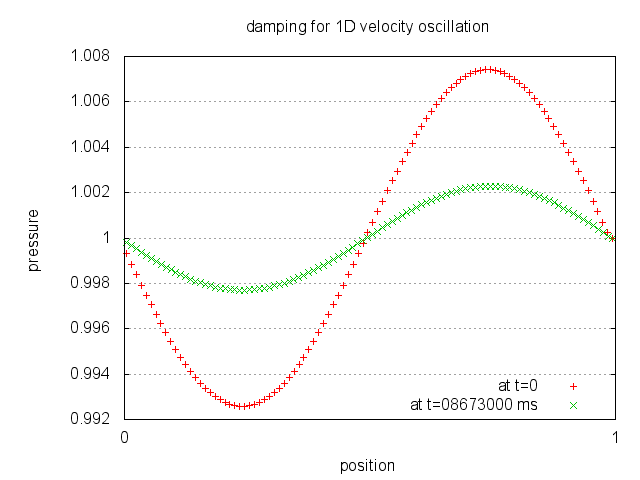 damping for 1D velocity oscillation
1.008
1.006
1.004
1.002
1
0.998
0.996
0.994
0.992
pressure
at t=0
at t=08673000 ms
0 1
position